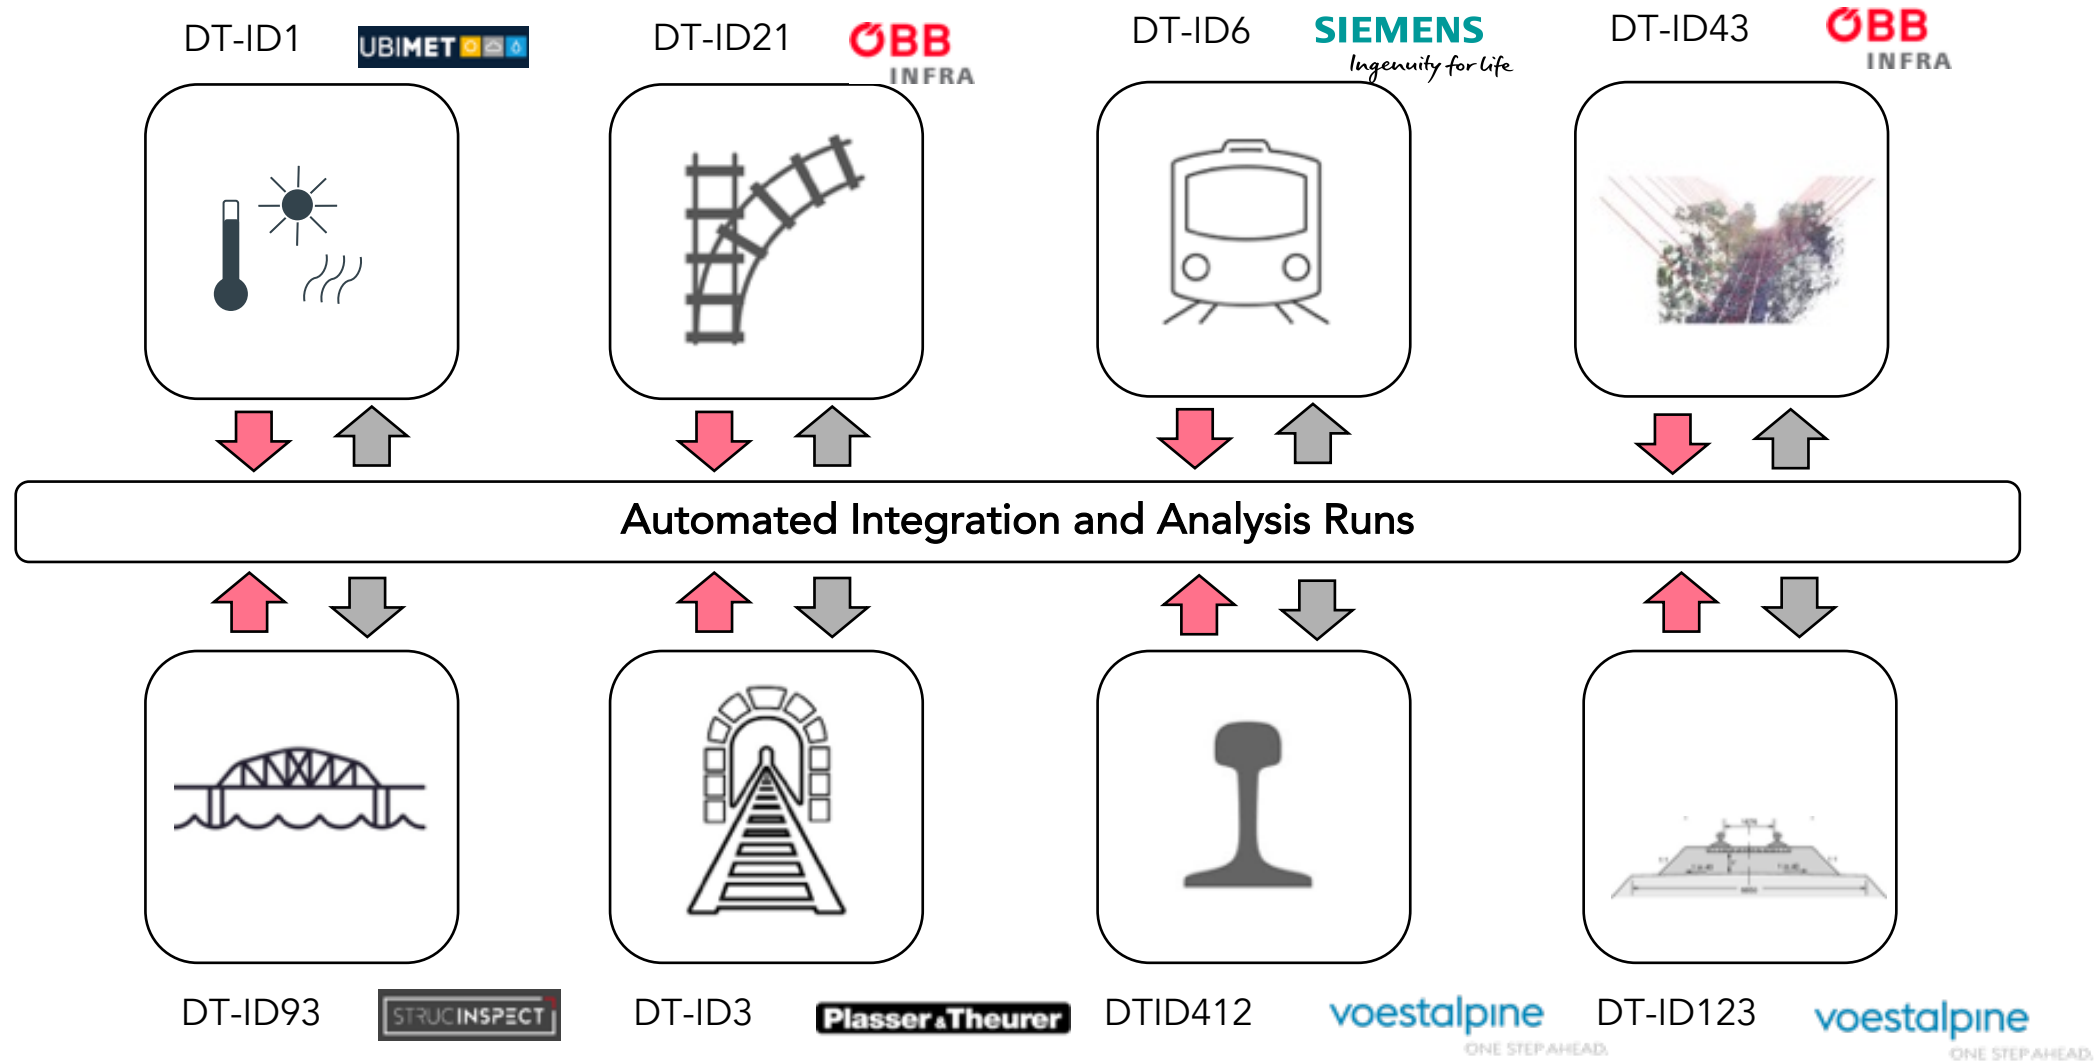 DT-ID1
UBIMET
DT-ID21
ÖBB
INFRA
DT-ID6
SIEMENS
Ingenuity for life
DT-ID43
ÖBB
INFRA
Automated Integration and Analysis Runs
DT-ID93
STRUCINSPECT
DT-ID3
Plasser & Theurer
DTID412
voestalpine
ONE STEP AHEAD.
DT-ID123
voestalpine
ONE STEP AHEAD.